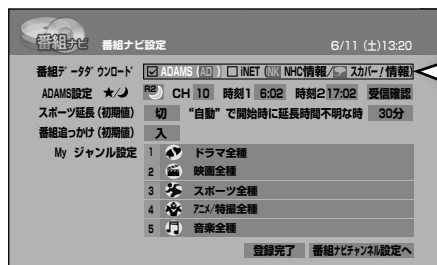 番組ナビ 番組ナビ設定 6/11 (土)13:20
番組データダウンロード ☑ ADAMS (AD) □ iNET (NK NHC情報/スカパー!情報)
ADAMS設定 ★ R2 CH 10 時刻1 6:02 時刻2 17:02 受信確認
スポーツ延長 (初期値) 切 “自動” で開始時に延長時間不明な時 30分
番組追っかけ (初期値) 入
My ジャンル設定 1 ドラマ全種
2 映画全種
3 スポーツ全種
4 アニメ/特撮全種
5 音楽全種
登録完了 番組ナビチャンネル設定へ